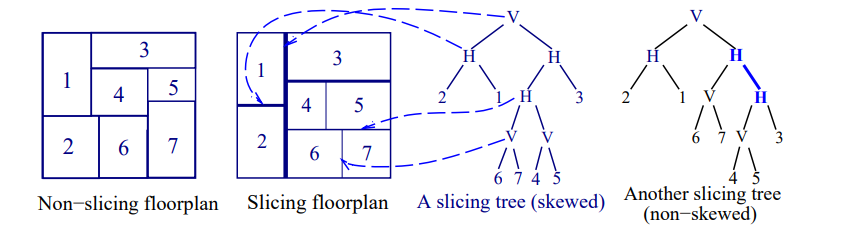 3
1
4
5
2
6
7
Non-slicing floorplan
1
3
4
5
2
6
7
Slicing floorplan
V
H
H
2
1
H
3
V
V
6 7 4 5
A slicing tree (skewed)
V
H
H
2
1
V
H
6
7
V
3
4
5
Another slicing tree
(non-skewed)